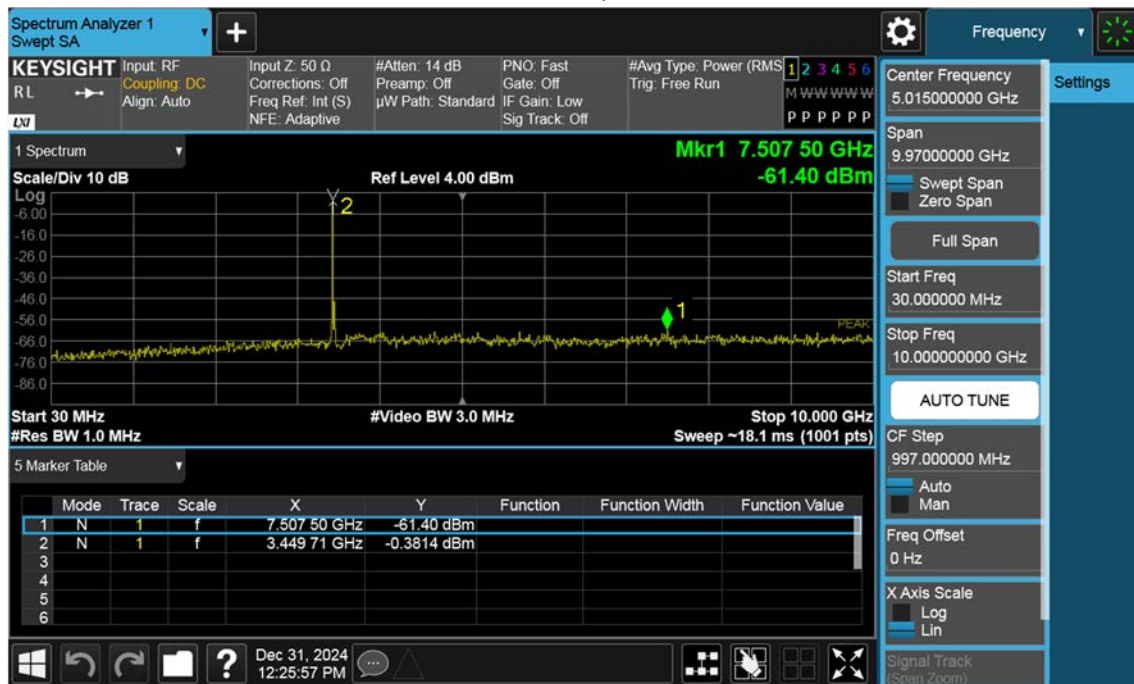 Spectrum Analyzer 1
Swept SA
+
Frequency
KEYSIGHT
RL
LXI
Input: RF
Coupling: DC
Align: Auto
Input Z: 50 Ω
Corrections: Off
Freq Ref: Int (S)
NFE: Adaptive
#Atten: 14 dB
Preamp: Off
µW Path: Standard
PNO: Fast
Gate: Off
IF Gain: Low
Sig Track: Off
#Avg Type: Power (RMS
Trig: Free Run
1 2 3 4 5 6
M W W W W W
P P P P P P
1 Spectrum
Mkr1 7.507 50 GHz
Scale/Div 10 dB
Ref Level 4.00 dBm
-61.40 dBm
Log
2
-6.00
-16.0
-26.0
-36.0
-46.0
1
-56.0
PEAK
-66.0
-76.0
-86.0
Start 30 MHz
#Video BW 3.0 MHz
Stop 10.000 GHz
#Res BW 1.0 MHz
Sweep ~18.1 ms (1001 pts)
5 Marker Table
Mode Trace Scale X Y Function Function Width Function Value
1 N 1 f 7.507 50 GHz -61.40 dBm
2 N 1 f 3.449 71 GHz -0.3814 dBm
3
4
5
6
?
Dec 31, 2024
12:25:57 PM
Center Frequency
5.015000000 GHz
Settings
Span
9.97000000 GHz
Swept Span
Zero Span
Full Span
Start Freq
30.000000 MHz
Stop Freq
10.000000000 GHz
AUTO TUNE
CF Step
997.000000 MHz
Auto
Man
Freq Offset
0 Hz
X Axis Scale
Log
Lin
Signal Track
(Span Zoom)